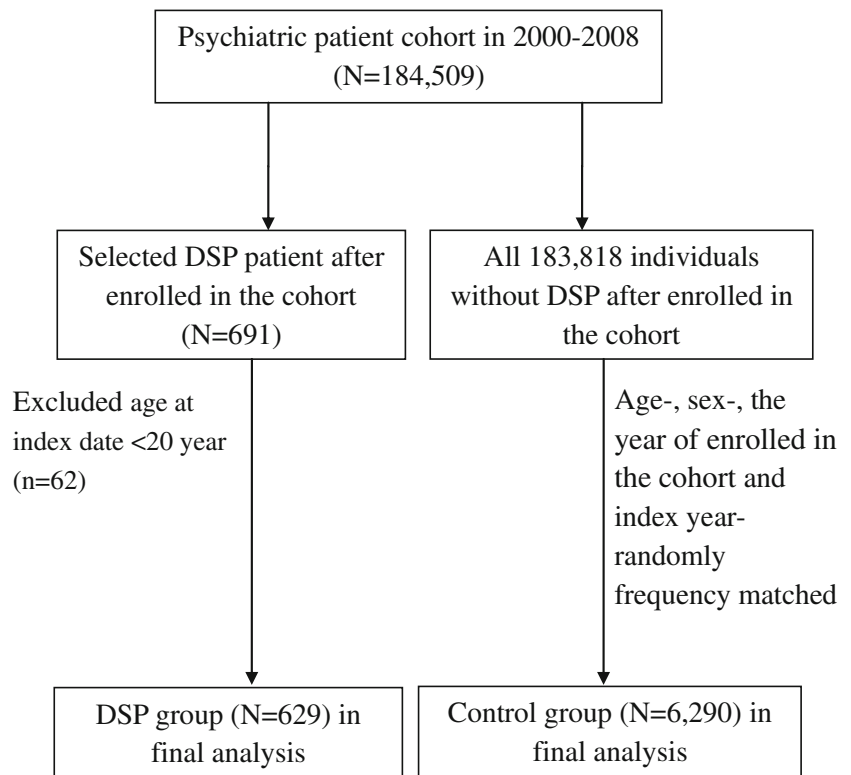 Psychiatric patient cohort in 2000-2008
(N=184,509)
Selected DSP patient after
enrolled in the cohort
(N=691)
All 183,818 individuals
without DSP after enrolled in
the cohort
Excluded age at
index date <20 year
(n=62)
Age-, sex-, the
year of enrolled in
the cohort and
index year-
randomly
frequency matched
DSP group (N=629) in
final analysis
Control group (N=6,290) in
final analysis